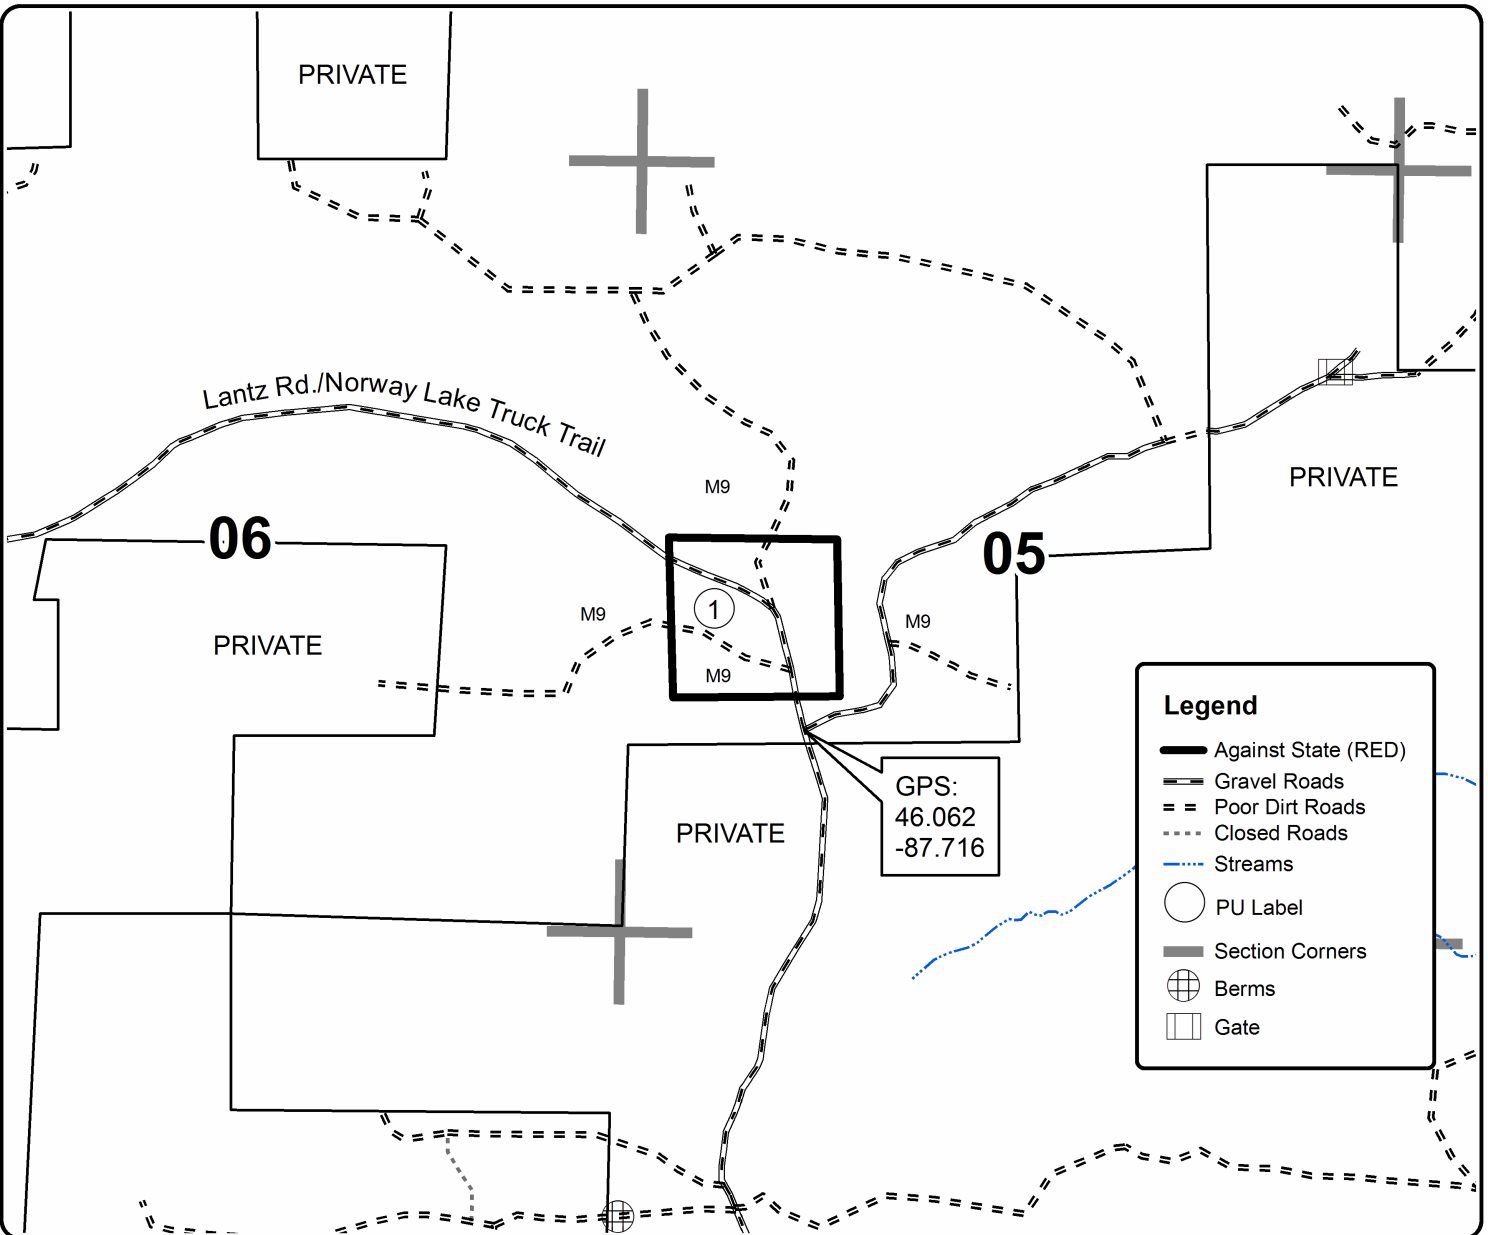 PRIVATE
Lantz Rd./Norway Lake Truck Trail
M9
PRIVATE
06
05
1
M9
M9
M9
PRIVATE
GPS:
46.062
-87.716
PRIVATE
Legend
Against State (RED)
Gravel Roads
Poor Dirt Roads
Closed Roads
Streams
PU Label
Section Corners
Berms
Gate